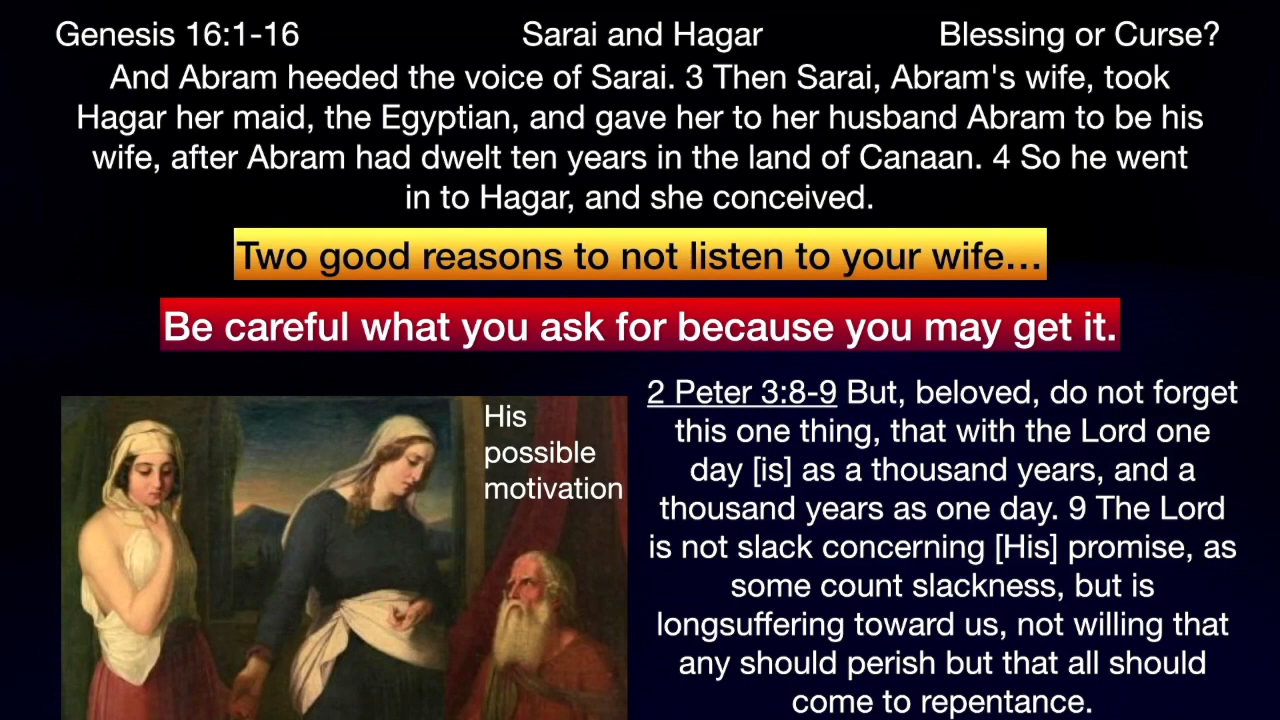 Genesis 16:1-16 Sarai and Hagar Blessing or Curse?
And Abram heeded the voice of Sarai. 3 Then Sarai, Abram's wife, took
Hagar her maid, the Egyptian, and gave her to her husband Abram to be his
wife, after Abram had dwelt ten years in the land of Canaan. 4 So he went
in to Hagar, and she conceived.
Two good reasons to not listen to your wife...
Be careful what you ask for because you may get it.
His
possible
motivation
2 Peter 3:8-9 But, beloved, do not forget
this one thing, that with the Lord one
day [is] as a thousand years, and a
thousand years as one day. 9 The Lord
is not slack concerning [His] promise, as
some count slackness, but is
longsuffering toward us, not willing that
any should perish but that all should
come to repentance.